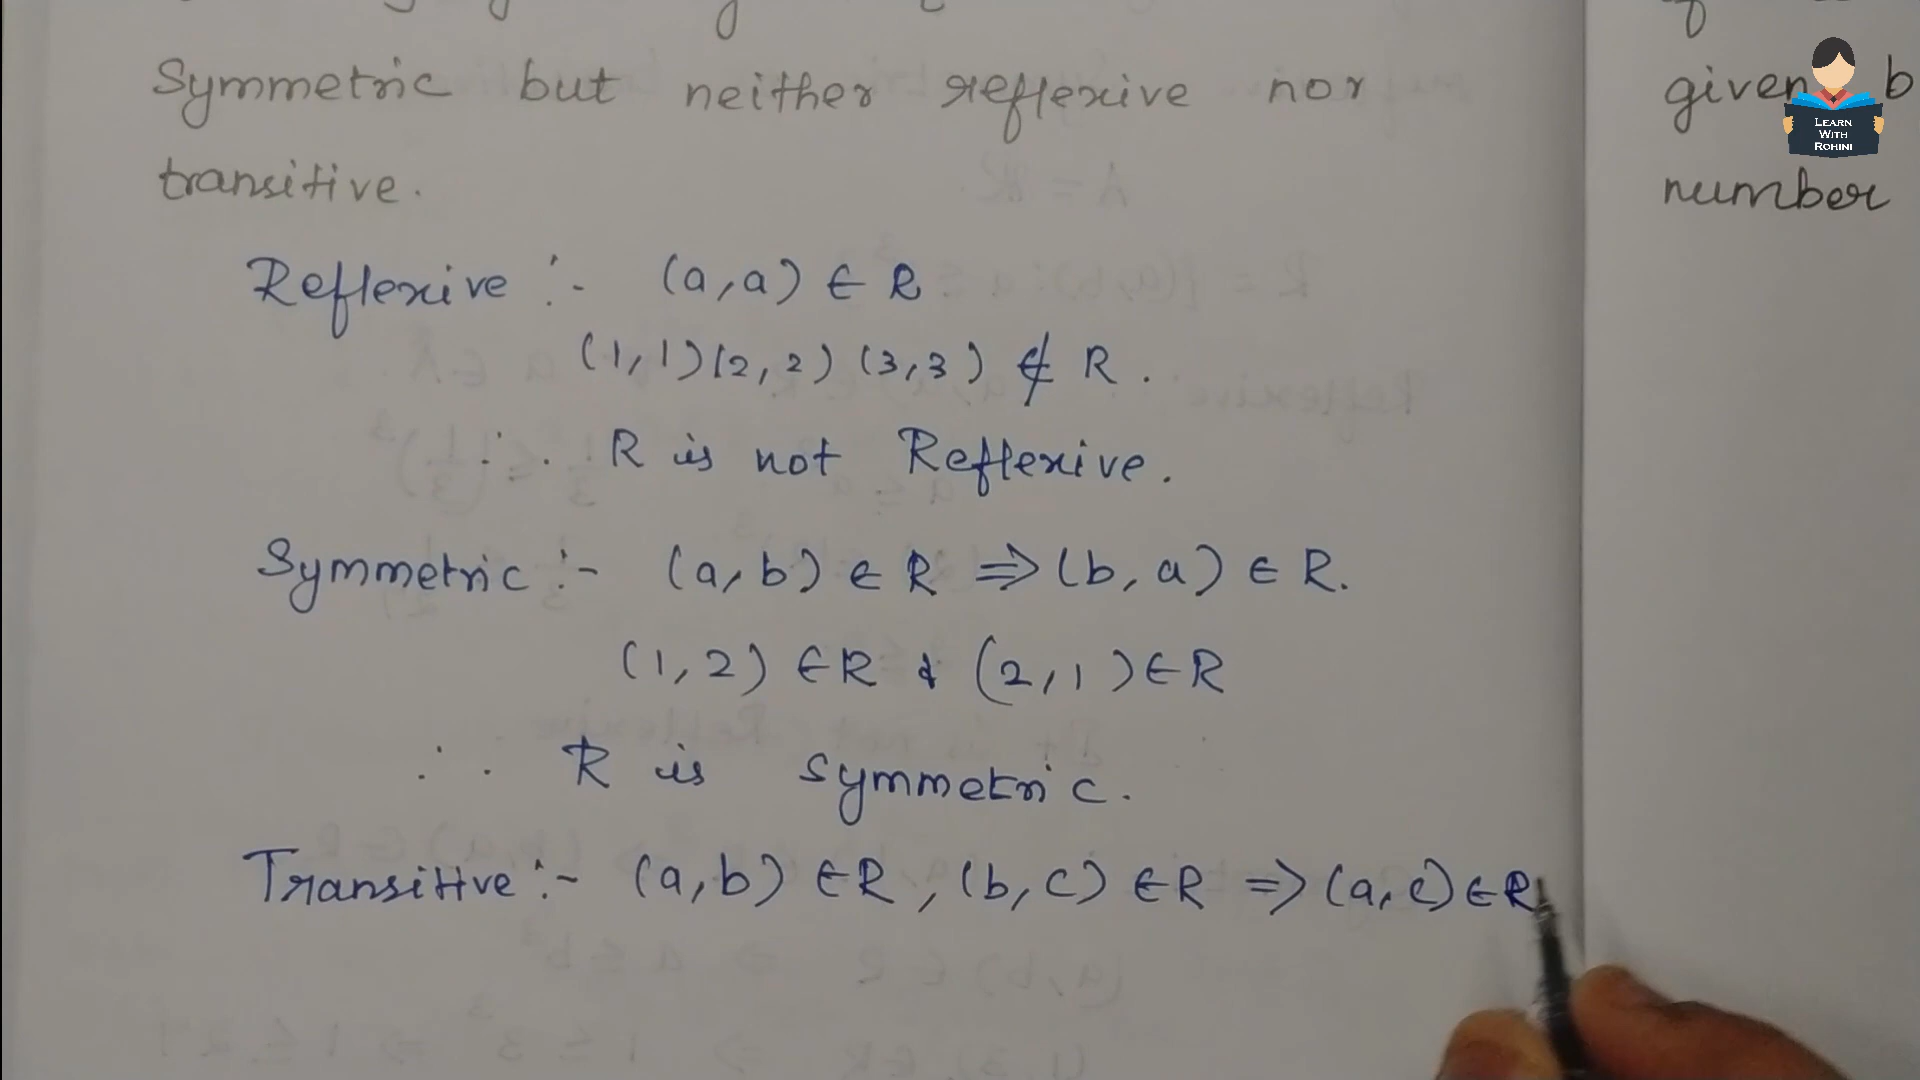 Symmetric but neither reflexive nor
transitive.
Reflexive :- (a,a) ∈ R
(1,1) (2,2) (3,3) ∉ R.
∴ R is not Reflexive.
Symmetric :- (a,b) ∈ R ⇒ (b,a) ∈ R.
(1,2) ∈ R & (2,1) ∈ R
∴ R is symmetric.
Transitive :- (a,b) ∈ R, (b,c) ∈ R ⇒ (a,c) ∈ R
given b
number
LEARN
WITH
ROHINI